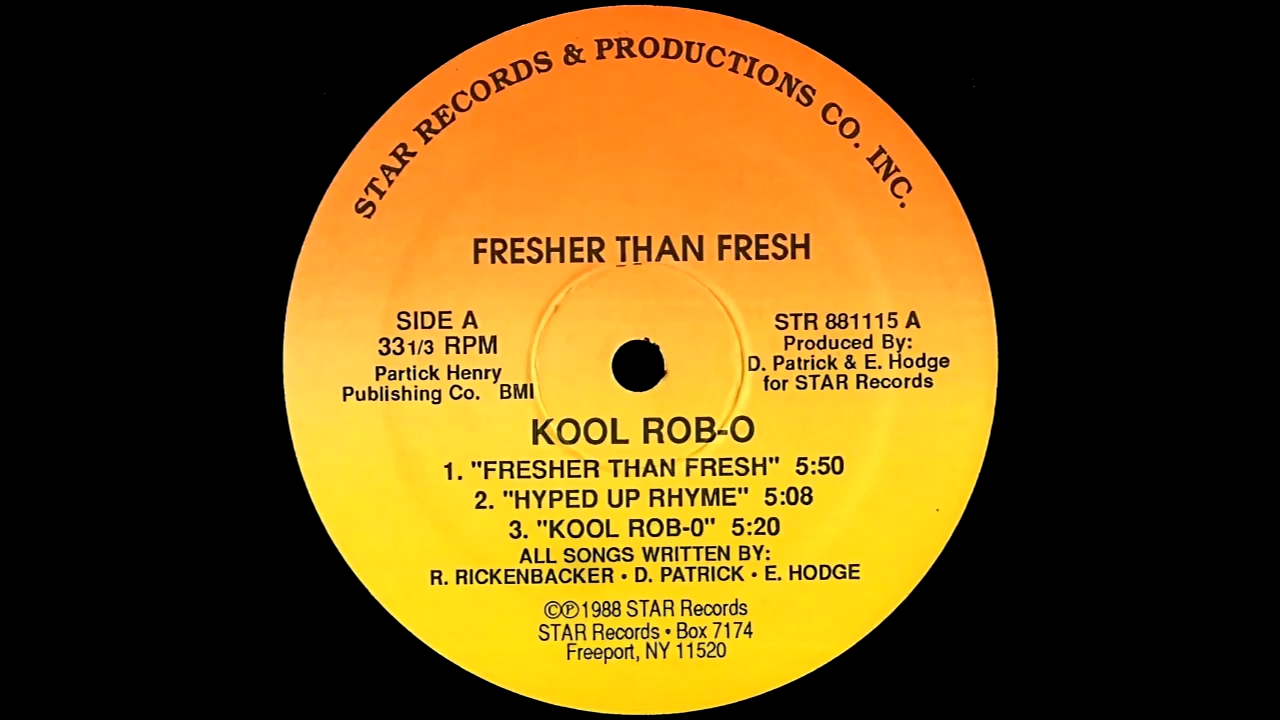 STAR RECORDS & PRODUCTIONS CO. INC.
FRESHER THAN FRESH
SIDE A
33 1/3 RPM
Partick Henry
Publishing Co. BMI
STR 881115 A
Produced By:
D. Patrick & E. Hodge
for STAR Records
KOOL ROB-O
1. "FRESHER THAN FRESH" 5:50
2. "HYPED UP RHYME" 5:08
3. "KOOL ROB-0" 5:20
ALL SONGS WRITTEN BY:
R. RICKENBACKER • D. PATRICK • E. HODGE
©℗1988 STAR Records
STAR Records • Box 7174
Freeport, NY 11520